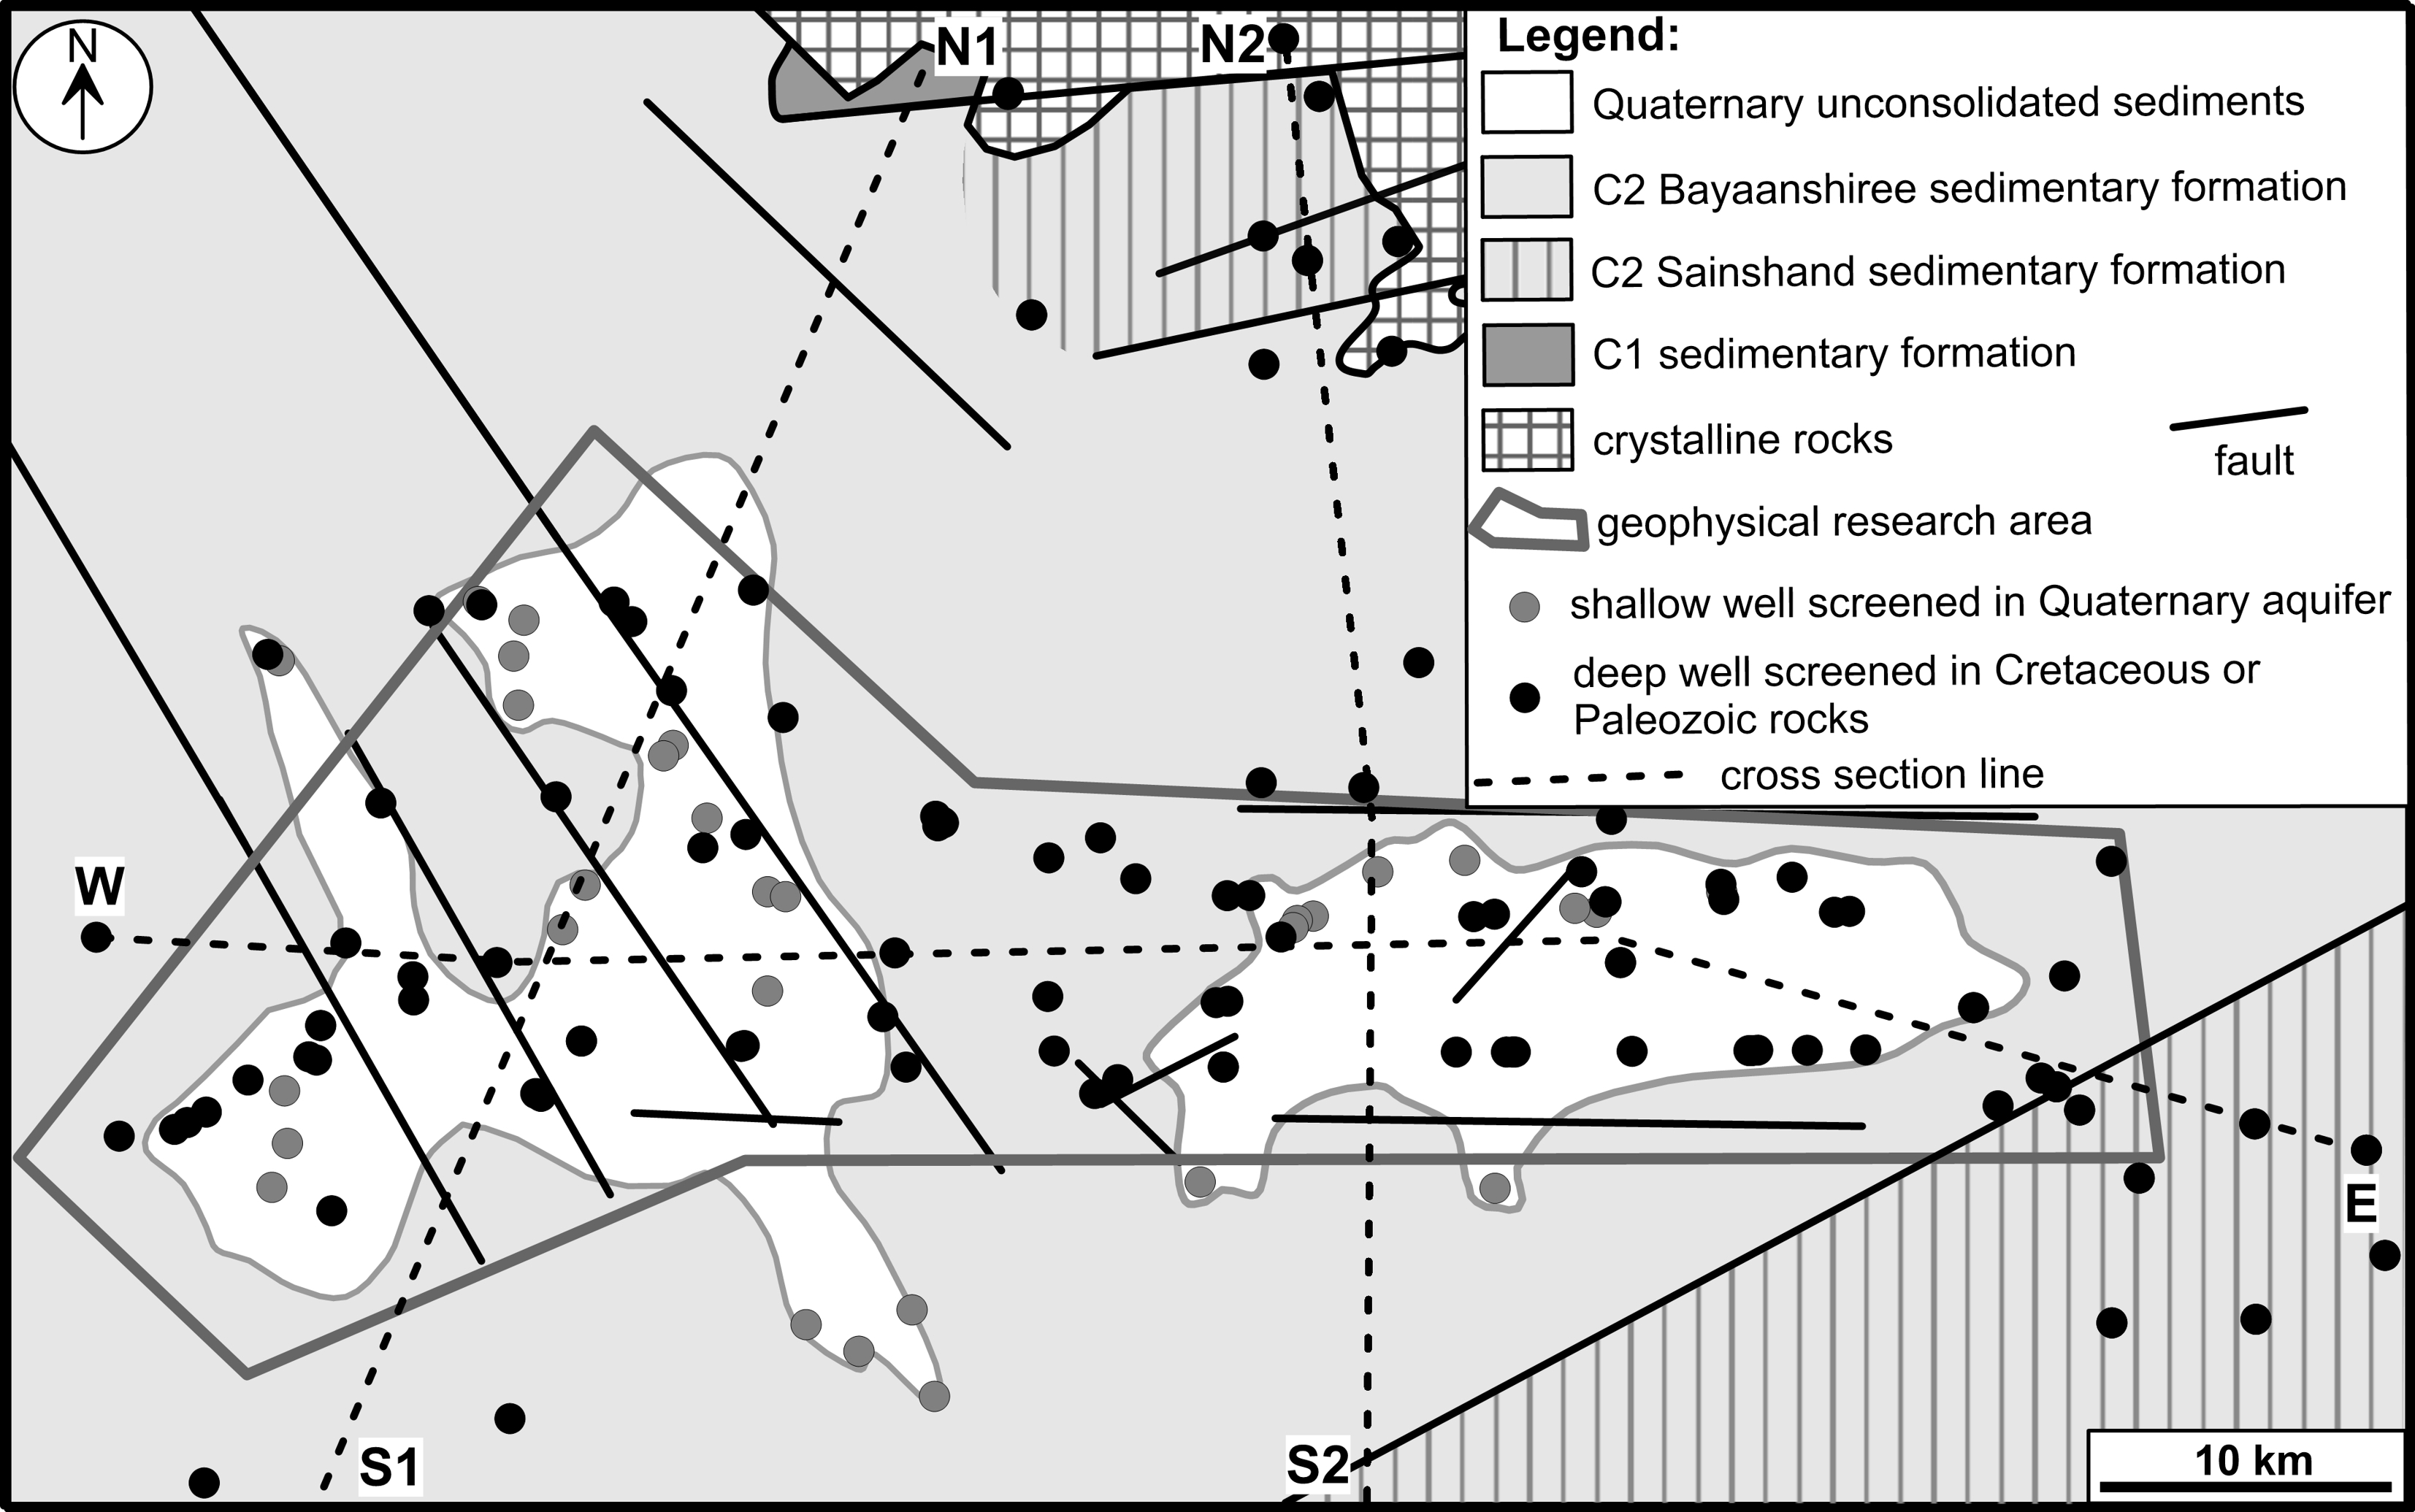 N
N1
N2
Legend:
Quaternary unconsolidated sediments
C2 Bayaanshiree sedimentary formation
C2 Sainshand sedimentary formation
C1 sedimentary formation
crystalline rocks
fault
geophysical research area
shallow well screened in Quaternary aquifer
deep well screened in Cretaceous or
Paleozoic rocks
cross section line
W
E
S1
S2
10 km